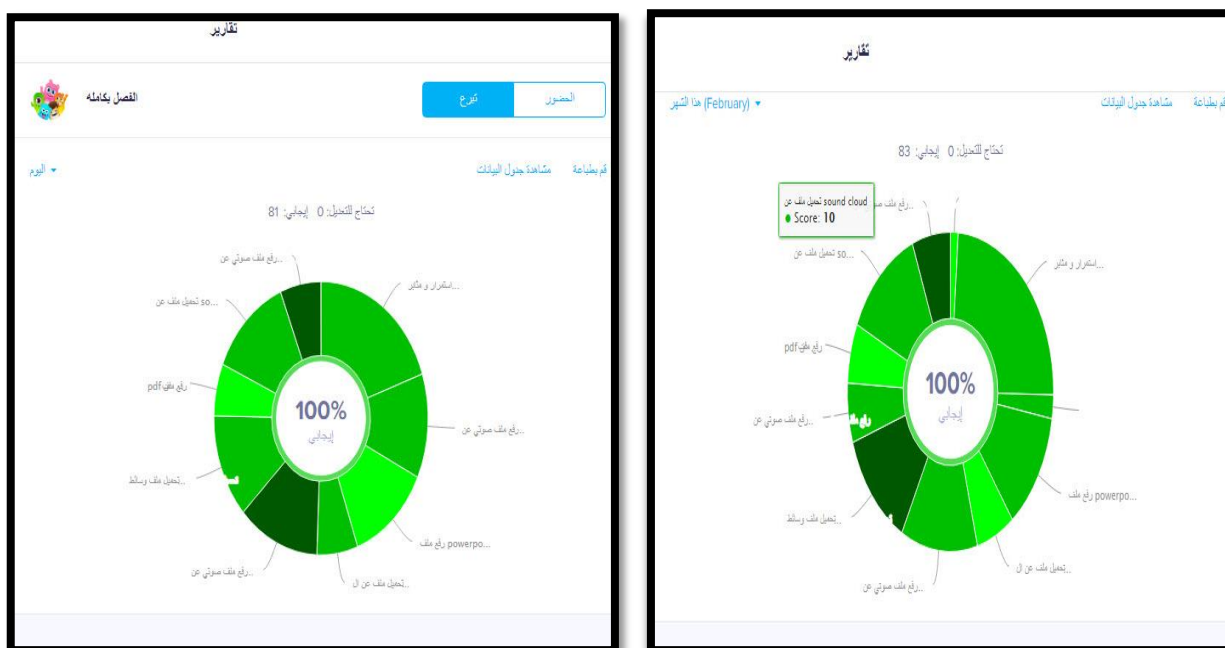 تقارير
الفصل بكامله
تبرع
الحضور
اليوم
مشاهدة جدول البيانات
قم بطباعة
تحتاج للتعديل: 0 إيجابي: 81
رفع ملف صوتي عن...
تحميل ملف عن so...
رفع ملف pdf
تحميل ملف وسائط...
رفع ملف صوتي عن...
تحميل ملف عن ال...
رفع ملف powerpo...
رفع ملف صوتي عن...
استمرار و مثابر...
100%
إيجابي
تقارير
هذا الشهر (February)
مشاهدة جدول البيانات
قم بطباعة
تحتاج للتعديل: 0 إيجابي: 83
تحميل ملف عن sound cloud
Score: 10
رفع ملف صو...
تحميل ملف عن so...
رفع ملف pdf
رفع ملف صوتي عن...
تحميل ملف وسائط...
رفع ملف صوتي عن...
تحميل ملف عن ال...
رفع ملف powerpo...
استمرار و مثابر...
100%
إيجابي